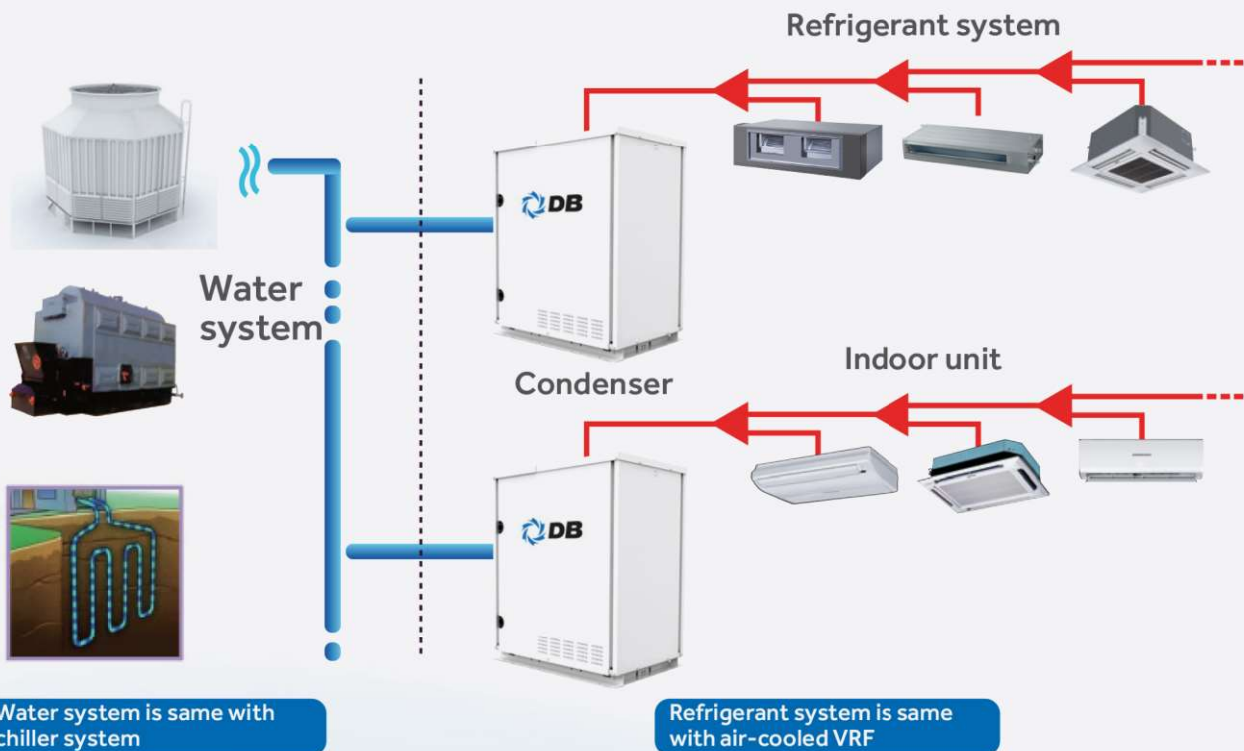 Refrigerant system
DB
Water
system
Condenser
Indoor unit
DB
Water system is same with
chiller system
Refrigerant system is same
with air-cooled VRF